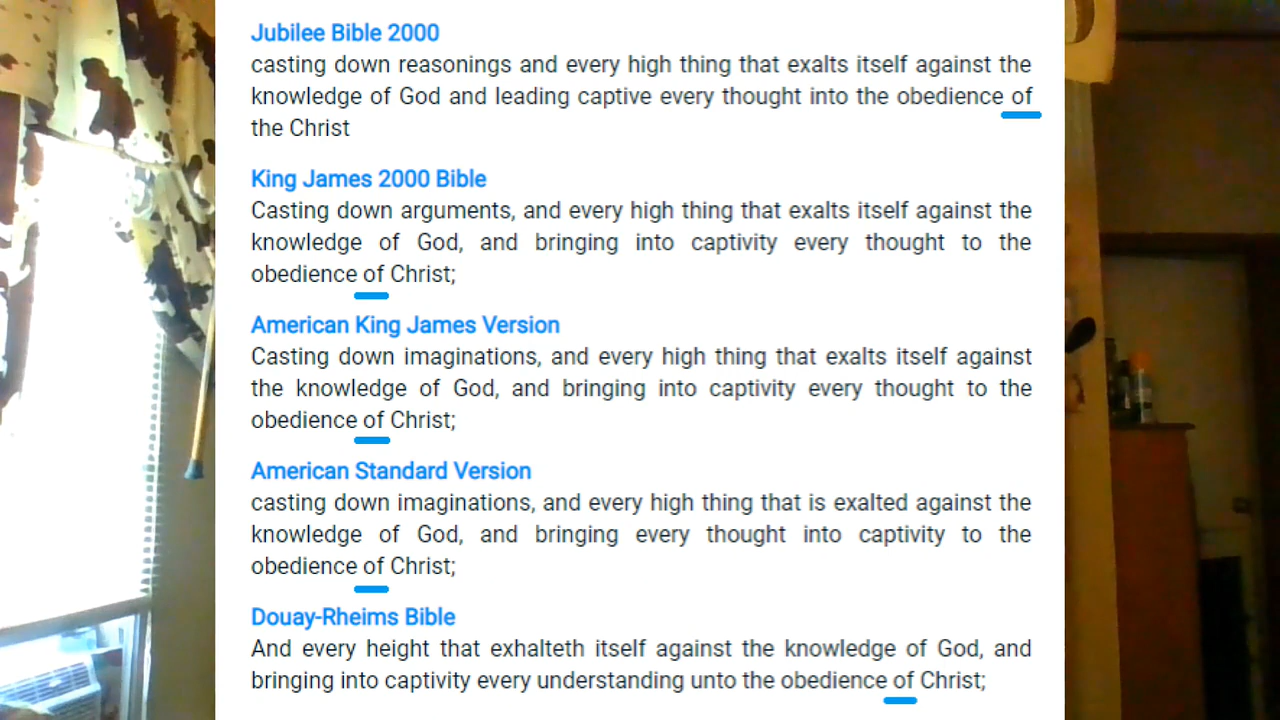 Jubilee Bible 2000
casting down reasonings and every high thing that exalts itself against the
knowledge of God and leading captive every thought into the obedience of
the Christ
King James 2000 Bible
Casting down arguments, and every high thing that exalts itself against the
knowledge of God, and bringing into captivity every thought to the
obedience of Christ;
American King James Version
Casting down imaginations, and every high thing that exalts itself against
the knowledge of God, and bringing into captivity every thought to the
obedience of Christ;
American Standard Version
casting down imaginations, and every high thing that is exalted against the
knowledge of God, and bringing every thought into captivity to the
obedience of Christ;
Douay-Rheims Bible
And every height that exhalteth itself against the knowledge of God, and
bringing into captivity every understanding unto the obedience of Christ;